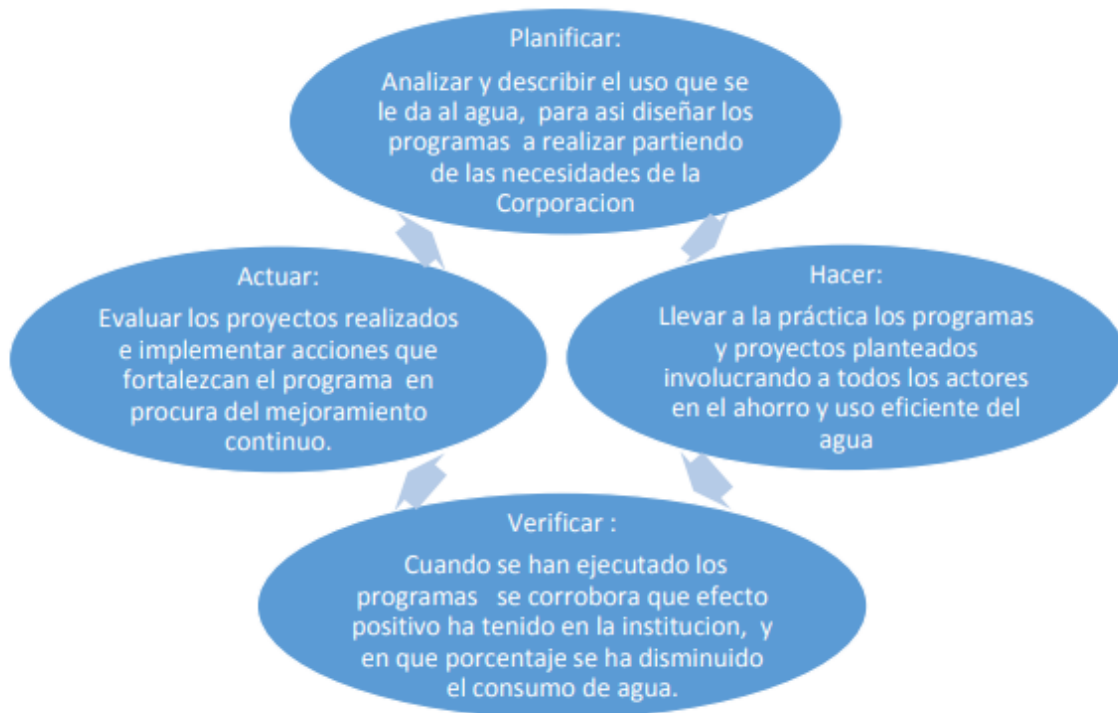 Planificar:
Analizar y describir el uso que se
le da al agua, para asi diseñar los
programas a realizar partiendo
de las necesidades de la
Corporacion
Actuar:
Evaluar los proyectos realizados
e implementar acciones que
fortalezcan el programa en
procura del mejoramiento
continuo.
Hacer:
Llevar a la práctica los programas
y proyectos planteados
involucrando a todos los actores
en el ahorro y uso eficiente del
agua
Verificar :
Cuando se han ejecutado los
programas se corrobora que efecto
positivo ha tenido en la institucion, y
en que porcentaje se ha disminuido
el consumo de agua.